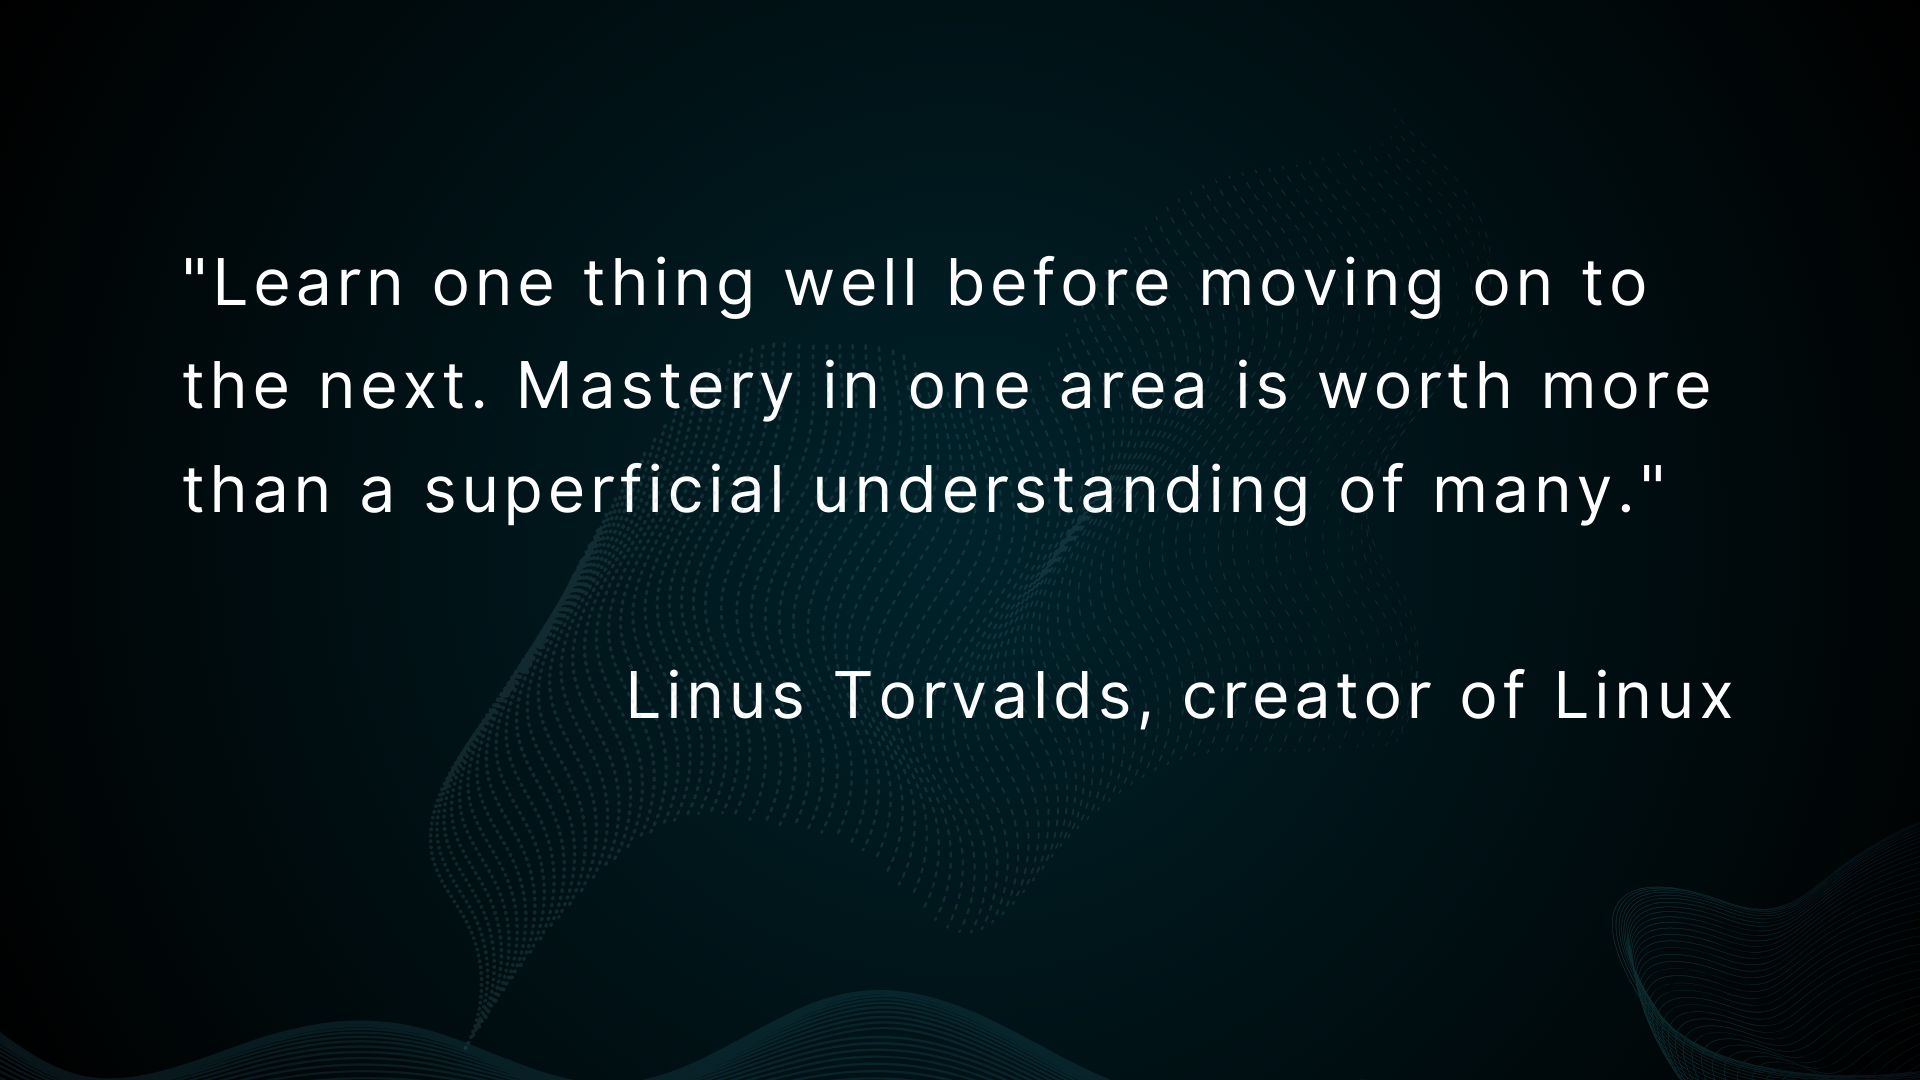 "Learn one thing well before moving on to
the next. Mastery in one area is worth more
than a superficial understanding of many."
Linus Torvalds, creator of Linux